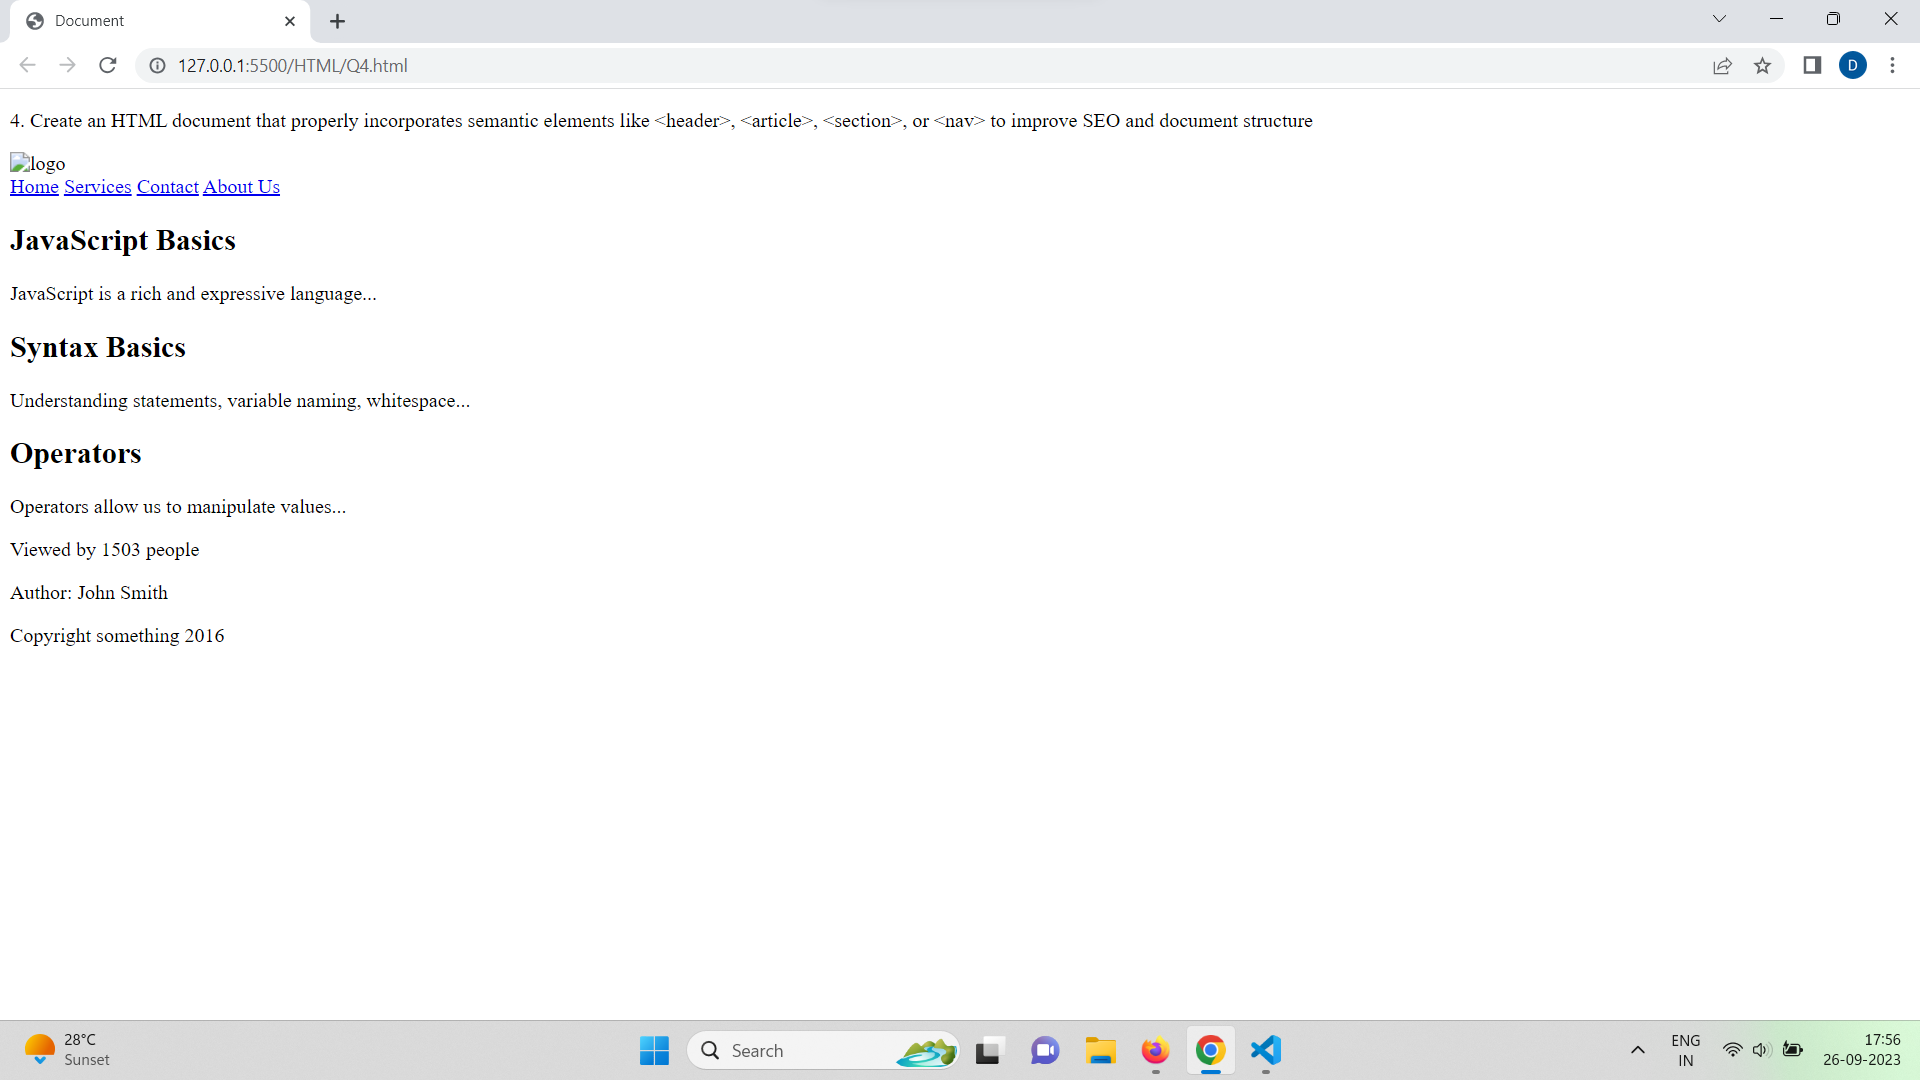 Document
127.0.0.1:5500/HTML/Q4.html
D
4. Create an HTML document that properly incorporates semantic elements like <header>, <article>, <section>, or <nav> to improve SEO and document structure
logo
Home Services Contact About Us
JavaScript Basics
JavaScript is a rich and expressive language...
Syntax Basics
Understanding statements, variable naming, whitespace...
Operators
Operators allow us to manipulate values...
Viewed by 1503 people
Author: John Smith
Copyright something 2016
28°C
Sunset
Search
ENG
IN
17:56
26-09-2023